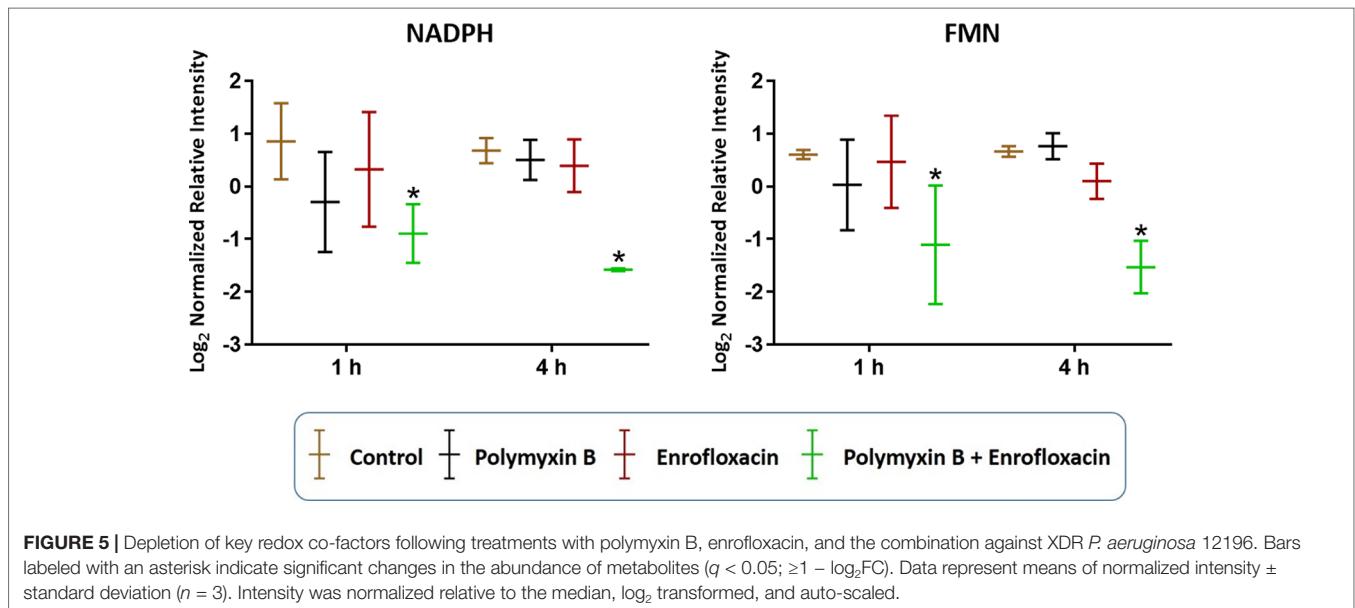 NADPH
Log₂ Normalized Relative Intensity
2
1
0
-1
-2
-3
*
*
1 h
4 h
FMN
Log₂ Normalized Relative Intensity
2
1
0
-1
-2
-3
*
*
1 h
4 h
Control
Polymyxin B
Enrofloxacin
Polymyxin B + Enrofloxacin
FIGURE 5 | Depletion of key redox co-factors following treatments with polymyxin B, enrofloxacin, and the combination against XDR P. aeruginosa 12196. Bars
labeled with an asterisk indicate significant changes in the abundance of metabolites (q < 0.05; ≥1 – log₂FC). Data represent means of normalized intensity ±
standard deviation (n = 3). Intensity was normalized relative to the median, log₂ transformed, and auto-scaled.